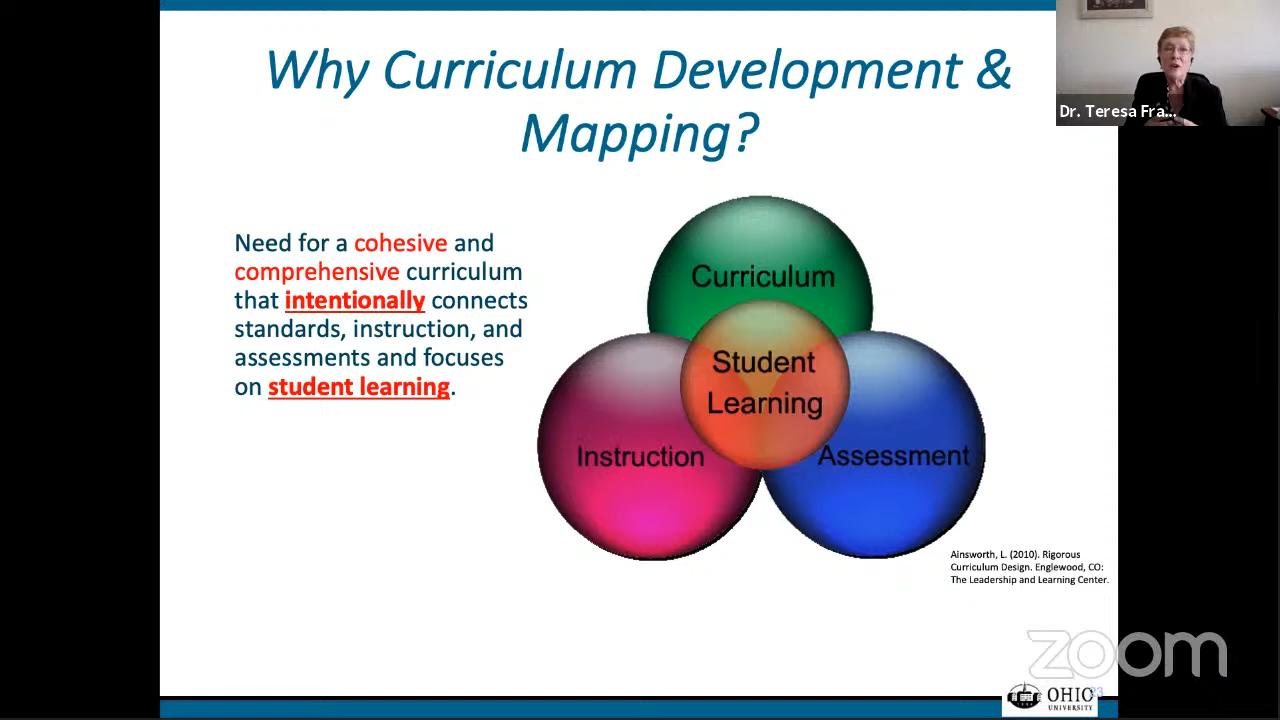 Why Curriculum Development &
Mapping?
Dr. Teresa Fra...
Need for a cohesive and
comprehensive curriculum
that intentionally connects
standards, instruction, and
assessments and focuses
on student learning.
Curriculum
Student
Learning
Instruction
Assessment
Ainsworth, L. (2010). Rigorous
Curriculum Design. Englewood, CO:
The Leadership and Learning Center.
zoom
OHIO
UNIVERSITY
23